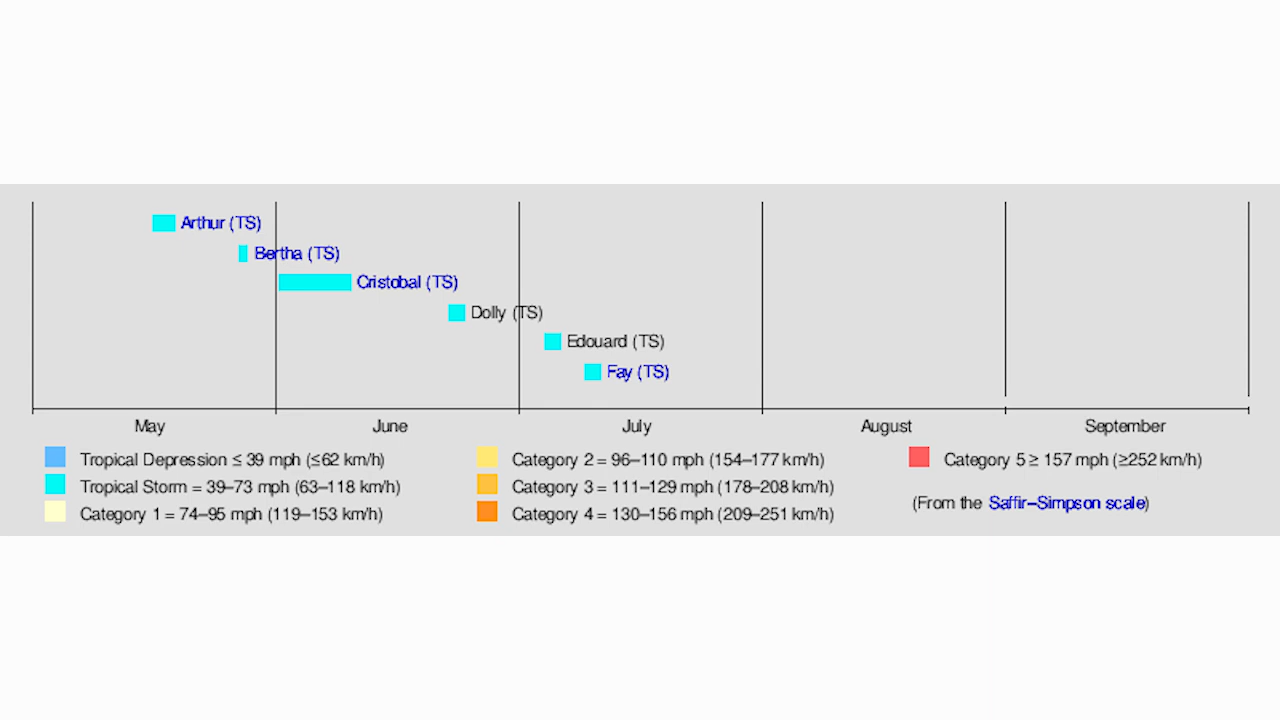 Arthur (TS)
Bertha (TS)
Cristobal (TS)
Dolly (TS)
Edouard (TS)
Fay (TS)
May June July August September
Tropical Depression ≤ 39 mph (≤62 km/h)
Tropical Storm = 39–73 mph (63–118 km/h)
Category 1 = 74–95 mph (119–153 km/h)
Category 2 = 96–110 mph (154–177 km/h)
Category 3 = 111–129 mph (178–208 km/h)
Category 4 = 130–156 mph (209–251 km/h)
Category 5 ≥ 157 mph (≥252 km/h)
(From the Saffir–Simpson scale)